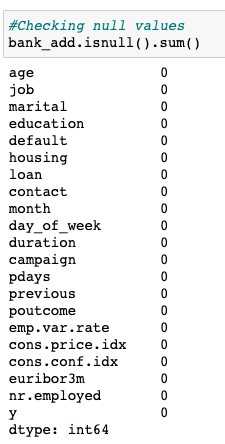 #Checking null values
bank_add.isnull().sum()
age 0
job 0
marital 0
education 0
default 0
housing 0
loan 0
contact 0
month 0
day_of_week 0
duration 0
campaign 0
pdays 0
previous 0
poutcome 0
emp.var.rate 0
cons.price.idx 0
cons.conf.idx 0
euribor3m 0
nr.employed 0
y 0
dtype: int64